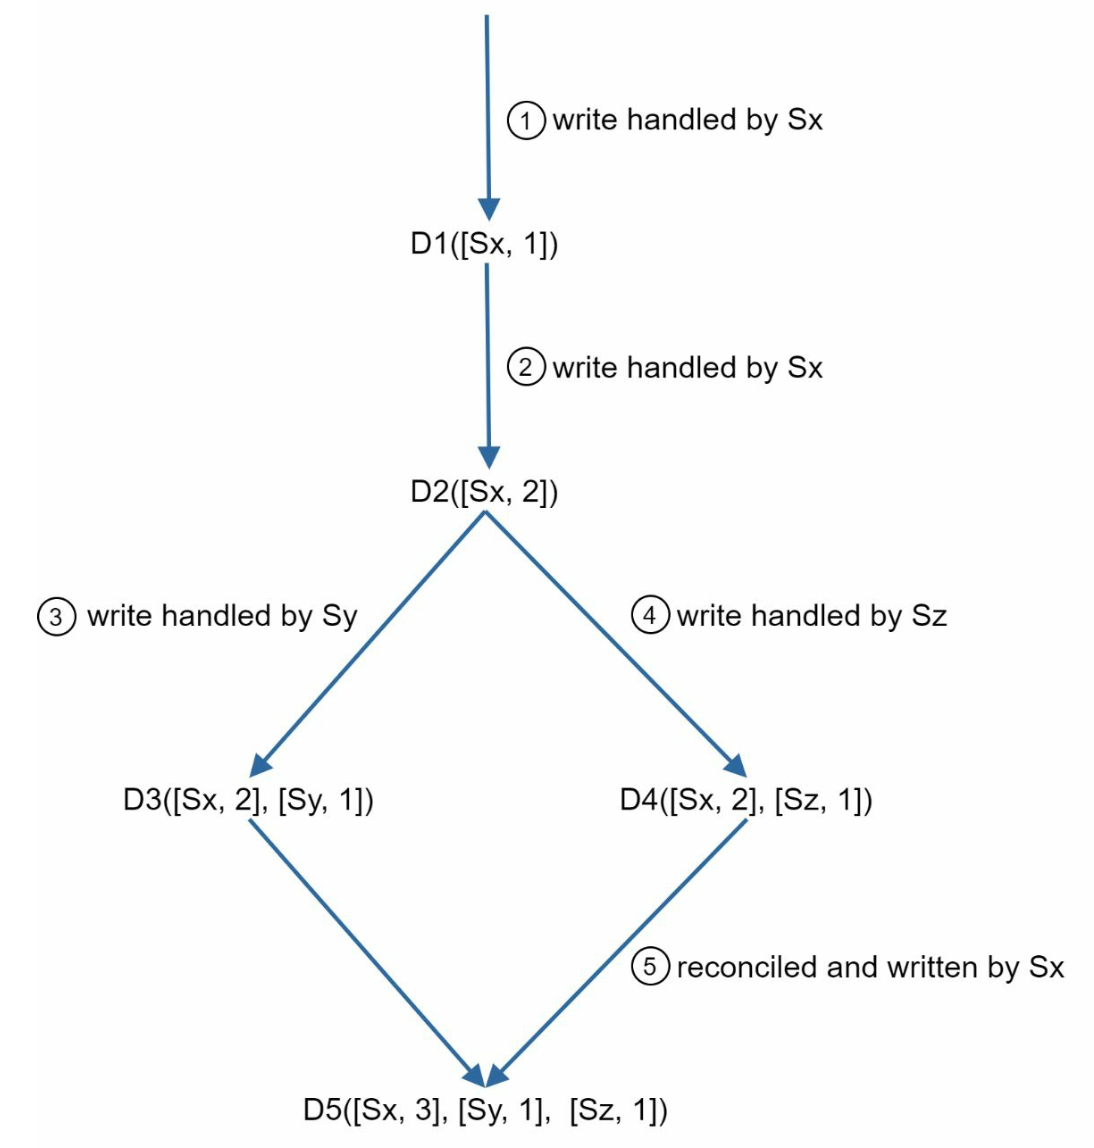 ① write handled by Sx
D1([Sx, 1])
② write handled by Sx
D2([Sx, 2])
③ write handled by Sy
④ write handled by Sz
D3([Sx, 2], [Sy, 1])
D4([Sx, 2], [Sz, 1])
⑤ reconciled and written by Sx
D5([Sx, 3], [Sy, 1], [Sz, 1])